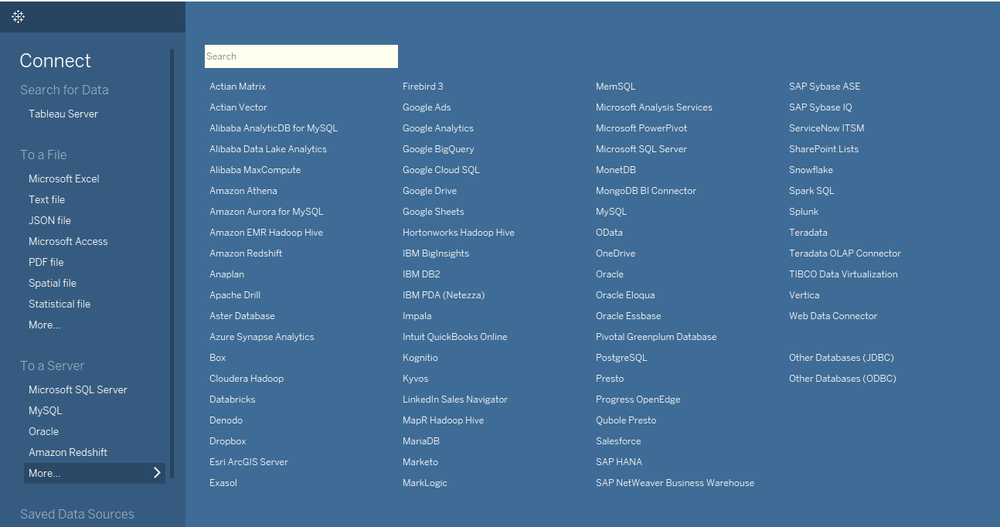 Connect
Search for Data
Tableau Server
To a File
Microsoft Excel
Text file
JSON file
Microsoft Access
PDF file
Spatial file
Statistical file
More...
To a Server
Microsoft SQL Server
MySQL
Oracle
Amazon Redshift
More...
Saved Data Sources
Search
Actian Matrix
Actian Vector
Alibaba AnalyticDB for MySQL
Alibaba Data Lake Analytics
Alibaba MaxCompute
Amazon Athena
Amazon Aurora for MySQL
Amazon EMR Hadoop Hive
Amazon Redshift
Anaplan
Apache Drill
Aster Database
Azure Synapse Analytics
Box
Cloudera Hadoop
Databricks
Denodo
Dropbox
Esri ArcGIS Server
Exasol
Firebird 3
Google Ads
Google Analytics
Google BigQuery
Google Cloud SQL
Google Drive
Google Sheets
Hortonworks Hadoop Hive
IBM BigInsights
IBM DB2
IBM PDA (Netezza)
Impala
Intuit QuickBooks Online
Kognitio
Kyvos
LinkedIn Sales Navigator
MapR Hadoop Hive
MariaDB
Marketo
MarkLogic
MemSQL
Microsoft Analysis Services
Microsoft PowerPivot
Microsoft SQL Server
MonetDB
MongoDB BI Connector
MySQL
OData
OneDrive
Oracle
Oracle Eloqua
Oracle Essbase
Pivotal Greenplum Database
PostgreSQL
Presto
Progress OpenEdge
Qubole Presto
Salesforce
SAP HANA
SAP NetWeaver Business Warehouse
SAP Sybase ASE
SAP Sybase IQ
ServiceNow ITSM
SharePoint Lists
Snowflake
Spark SQL
Splunk
Teradata
Teradata OLAP Connector
TIBCO Data Virtualization
Vertica
Web Data Connector
Other Databases (JDBC)
Other Databases (ODBC)